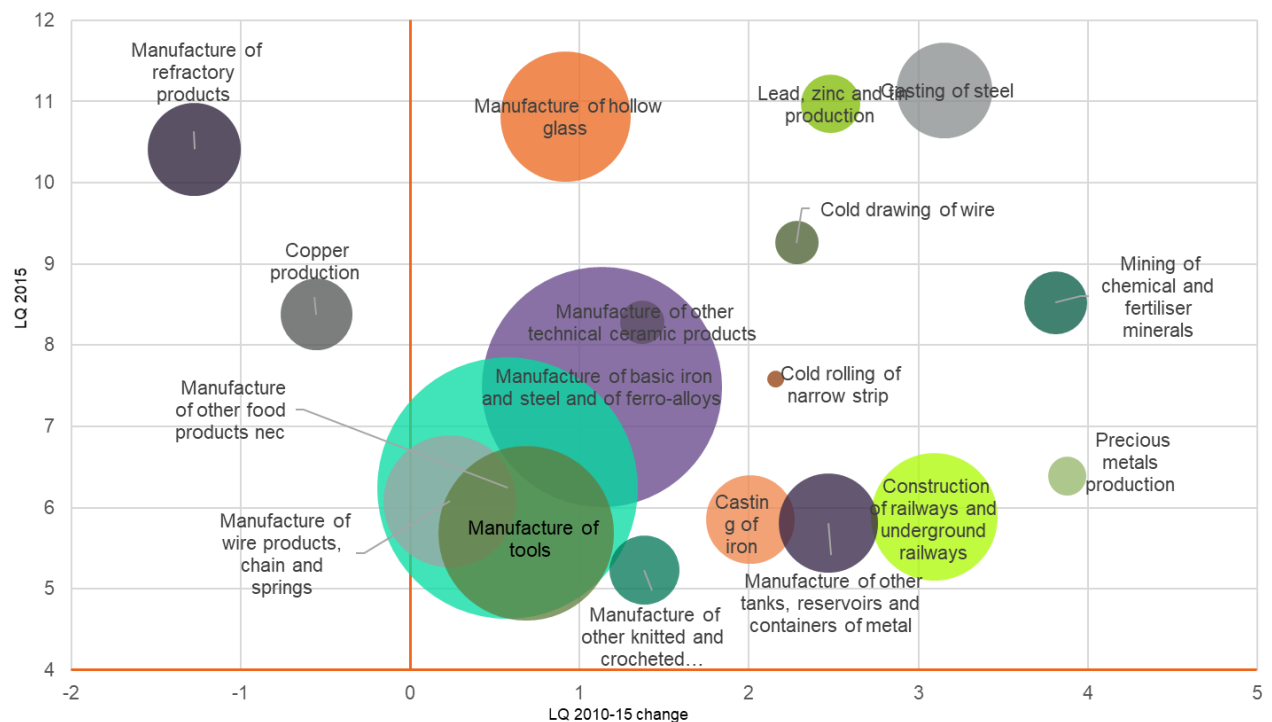 12
11
10
9
8
7
6
5
4
LQ 2015
Manufacture of
refractory
products
Manufacture of hollow
glass
Lead, zinc and tin
production
Casting of steel
Cold drawing of wire
Copper
production
Mining of
chemical and
fertiliser
minerals
Manufacture of other
technical ceramic products
Manufacture of basic iron
and steel and of ferro-alloys
Cold rolling of
narrow strip
Manufacture
of other food
products nec
Precious
metals
production
Manufacture of
wire products,
chain and
springs
Manufacture of
tools
Castin
g of
iron
Construction
of railways and
underground
railways
Manufacture of other
tanks, reservoirs and
containers of metal
Manufacture of
other knitted and
crocheted…
-2 -1 0 1 2 3 4 5
LQ 2010-15 change